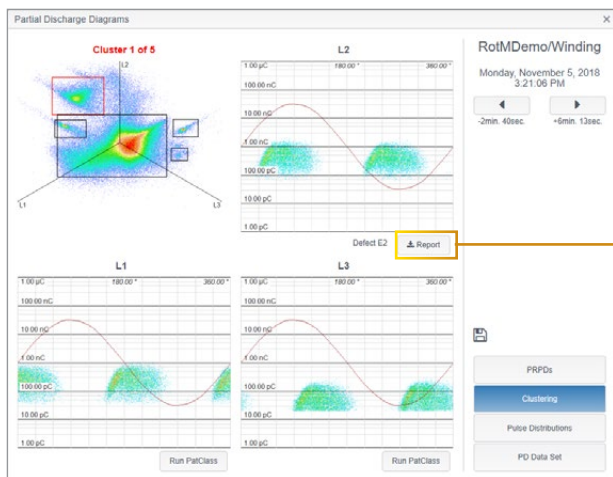 Partial Discharge Diagrams ×
Cluster 1 of 5
L2
L1
L3
L2
1.00 µC 180.00 ° 360.00 °
100.00 nC
10.00 nC
1.00 nC
100.00 pC
10.00 pC
1.00 pC
Defect E2 Report
RotMDemo/Winding
Monday, November 5, 2018
3:21:06 PM
-2min. 40sec. +6min. 13sec.
L1
1.00 µC 180.00 ° 360.00 °
100.00 nC
10.00 nC
1.00 nC
100.00 pC
10.00 pC
1.00 pC
Run PatClass
L3
1.00 µC 180.00 ° 360.00 °
100.00 nC
10.00 nC
1.00 nC
100.00 pC
10.00 pC
1.00 pC
Run PatClass
PRPDs
Clustering
Pulse Distributions
PD Data Set